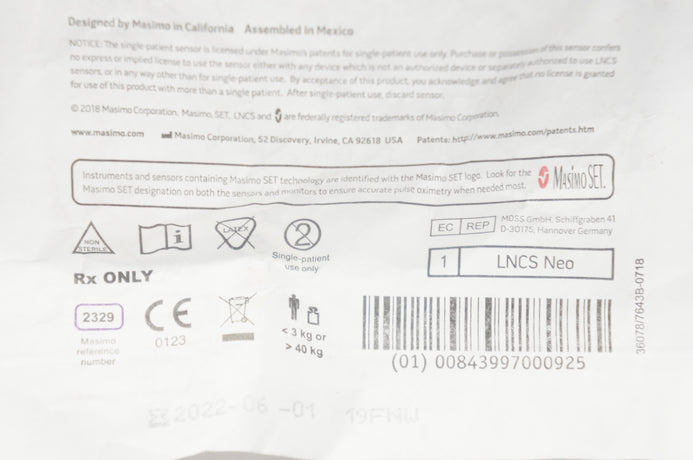 Designed by Masimo in California Assembled in Mexico
NOTICE: The single patient sensor is licensed under Masimo's patents for single-patient use only. Purchase or possession of this sensor confers
no express or implied license to use the sensor either with any device which is not an authorized device or separately authorized to use LNCS
sensors, or in any way other than for single-patient use. By acceptance of this product, you acknowledge and agree that no license is granted
for use of this product with more than a single patient. After single-patient use, discard sensor.
© 2018 Masimo Corporation. Masimo, SET, LNCS and are federally registered trademarks of Masimo Corporation.
www.masimo.com Masimo Corporation, 52 Discovery, Irvine, CA 92618 USA Patents: http://www.masimo.com/patents.htm
Instruments and sensors containing Masimo SET technology are identified with the Masimo SET logo. Look for the
Masimo SET designation on both the sensors and monitors to ensure accurate pulse oximetry when needed most.
Masimo SET.
NON
STERILE
i
LATEX
2
Single-patient
use only
EC REP
MDSS GmbH, Schiffgraben 41
D-30175, Hannover Germany
Rx ONLY
1 LNCS Neo
2329
Masimo
reference
number
CE
0123
< 3 kg or
> 40 kg
(01) 00843997000925
36078/7643B-0718
2022-06-01 19FNU